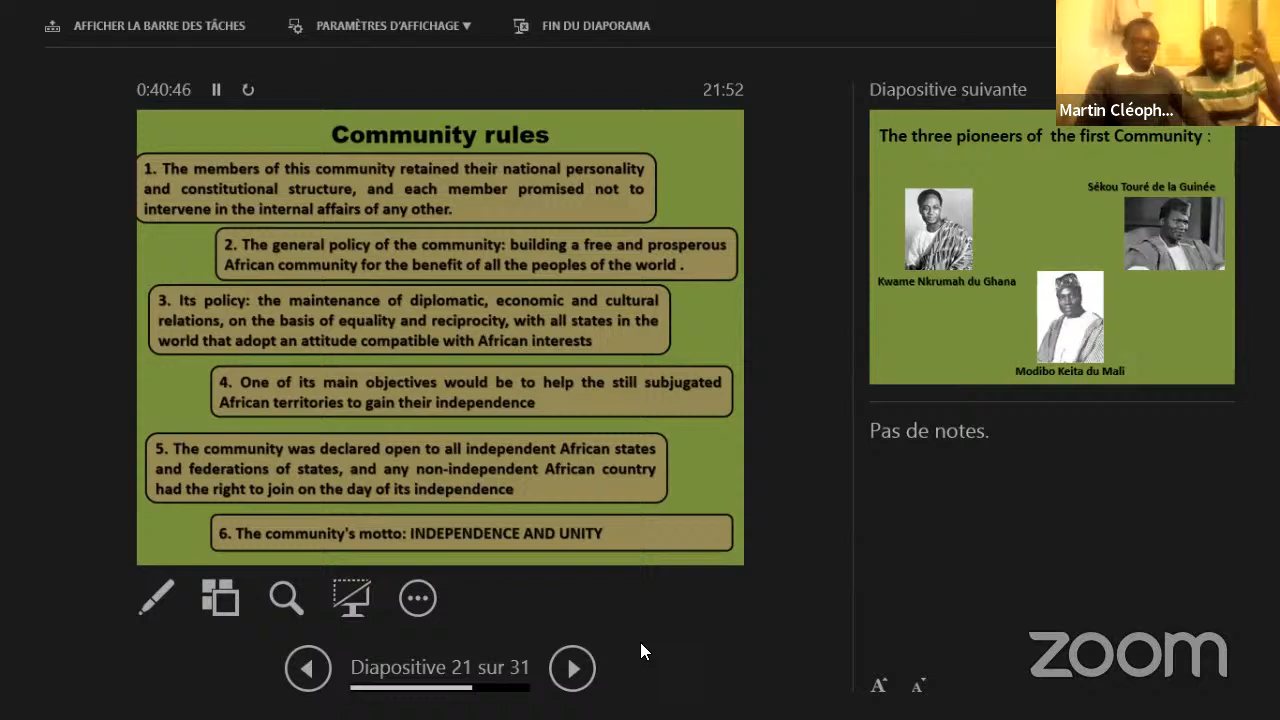 AFFICHER LA BARRE DES TÂCHES
PARAMÈTRES D'AFFICHAGE ▼
FIN DU DIAPORAMA
0:40:46
21:52
Community rules
1. The members of this community retained their national personality
and constitutional structure, and each member promised not to
intervene in the internal affairs of any other.
2. The general policy of the community: building a free and prosperous
African community for the benefit of all the peoples of the world .
3. Its policy: the maintenance of diplomatic, economic and cultural
relations, on the basis of equality and reciprocity, with all states in the
world that adopt an attitude compatible with African interests
4. One of its main objectives would be to help the still subjugated
African territories to gain their independence
5. The community was declared open to all independent African states
and federations of states, and any non-independent African country
had the right to join on the day of its independence
6. The community's motto: INDEPENDENCE AND UNITY
Diapositive 21 sur 31
Diapositive suivante
Martin Cléoph...
The three pioneers of the first Community :
Sékou Touré de la Guinée
Kwame Nkrumah du Ghana
Modibo Keita du Mali
Pas de notes.
A A
zoom